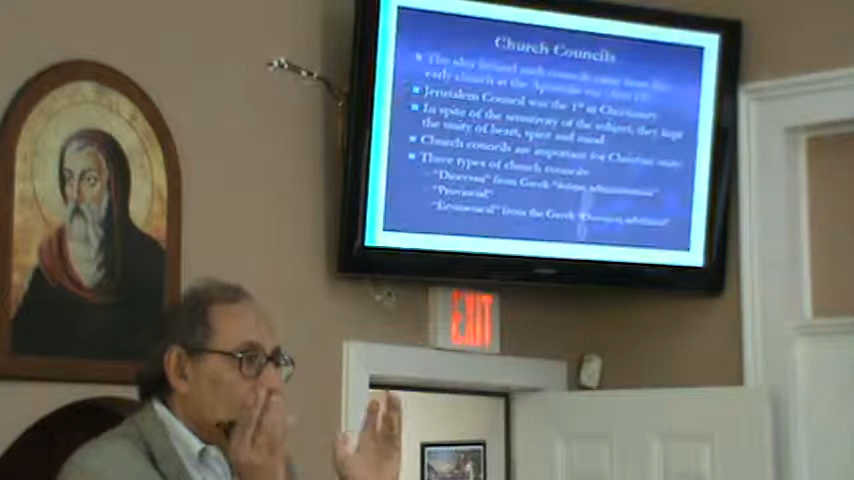 Church Councils
The idea behind such councils came from the
early church at the Apostolic era
Jerusalem Council was the 1st in Christianity
In spite of the sensitivity of the subject, they kept
the unity of heart, spirit and mind
Church councils are important for Christian unity
Three types of church councils:
"Diocesan" from Greek
"Provincial"
"Ecumenical" from the Greek
EXIT